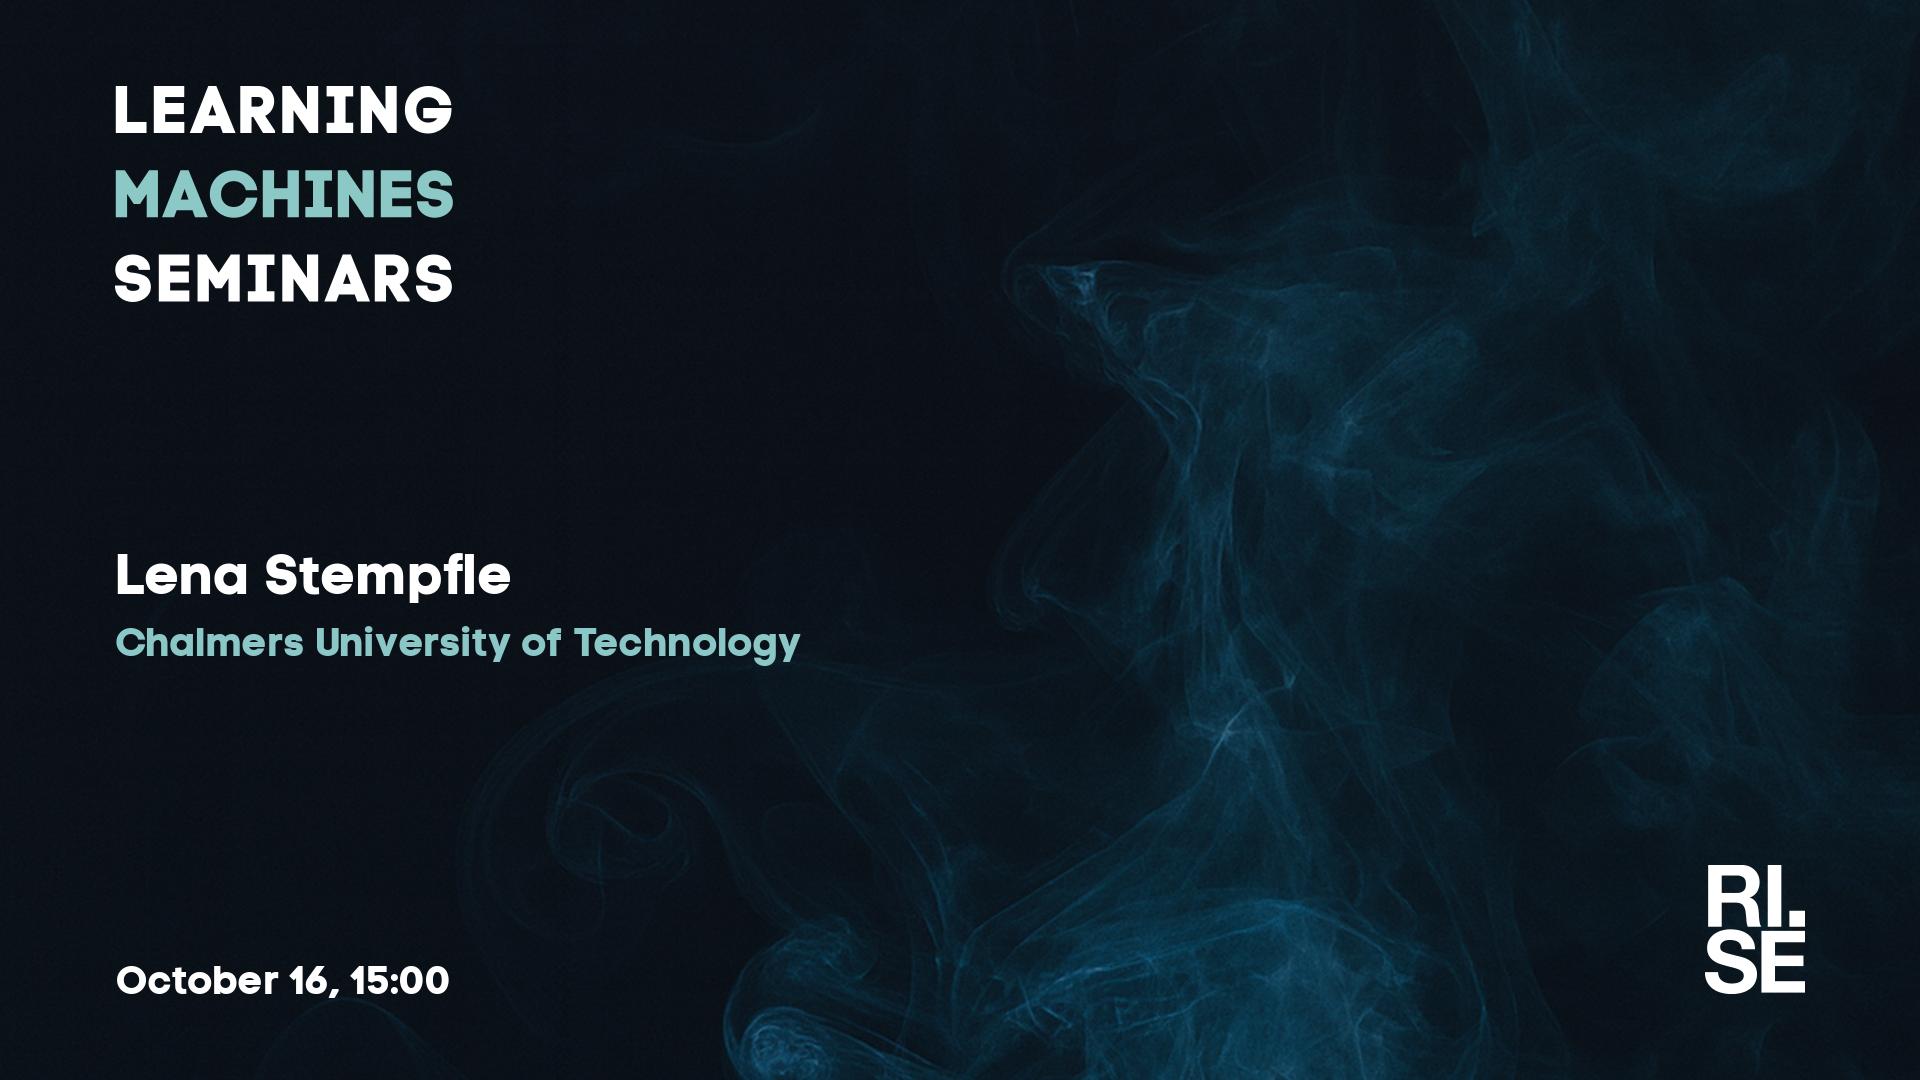 LEARNING
MACHINES
SEMINARS
Lena Stempfle
Chalmers University of Technology
October 16, 15:00
RI.
SE